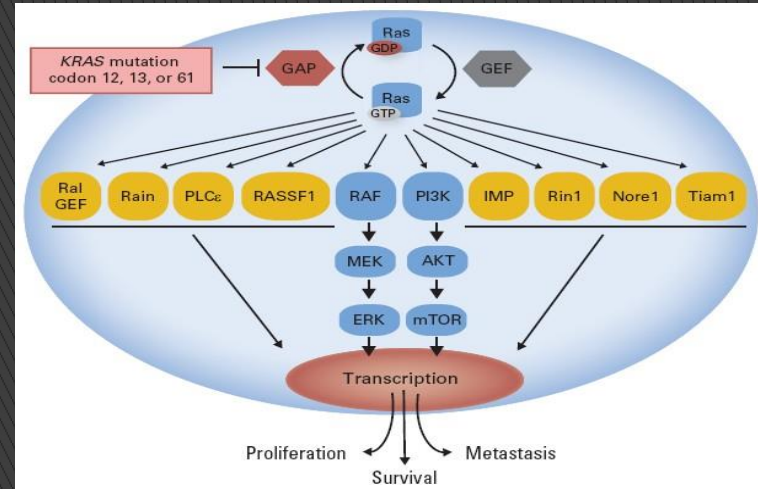 Ras
GDP
KRAS mutation
codon 12, 13, or 61
GAP
GEF
Ras
GTP
Ral
GEF
Rain
PLCε
RASSF1
RAF
PI3K
IMP
Rin1
Nore1
Tiam1
MEK
AKT
ERK
mTOR
Transcription
Proliferation
Metastasis
Survival